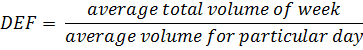 DEF = average total volume of week / average volume for particular day